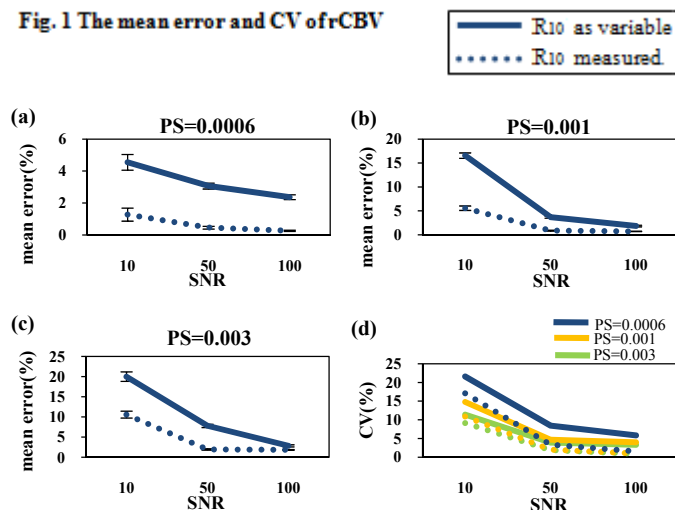 Fig. 1 The mean error and CV of rCBV
R10 as variable
R10 measured.
(a)
PS=0.0006
mean error(%)
6
4
2
0
10 50 100
SNR
(b)
PS=0.001
mean error(%)
20
15
10
5
0
10 50 100
SNR
(c)
PS=0.003
mean error(%)
25
20
15
10
5
0
10 50 100
SNR
(d)
PS=0.0006
PS=0.001
PS=0.003
CV(%)
25
20
15
10
5
0
10 50 100
SNR